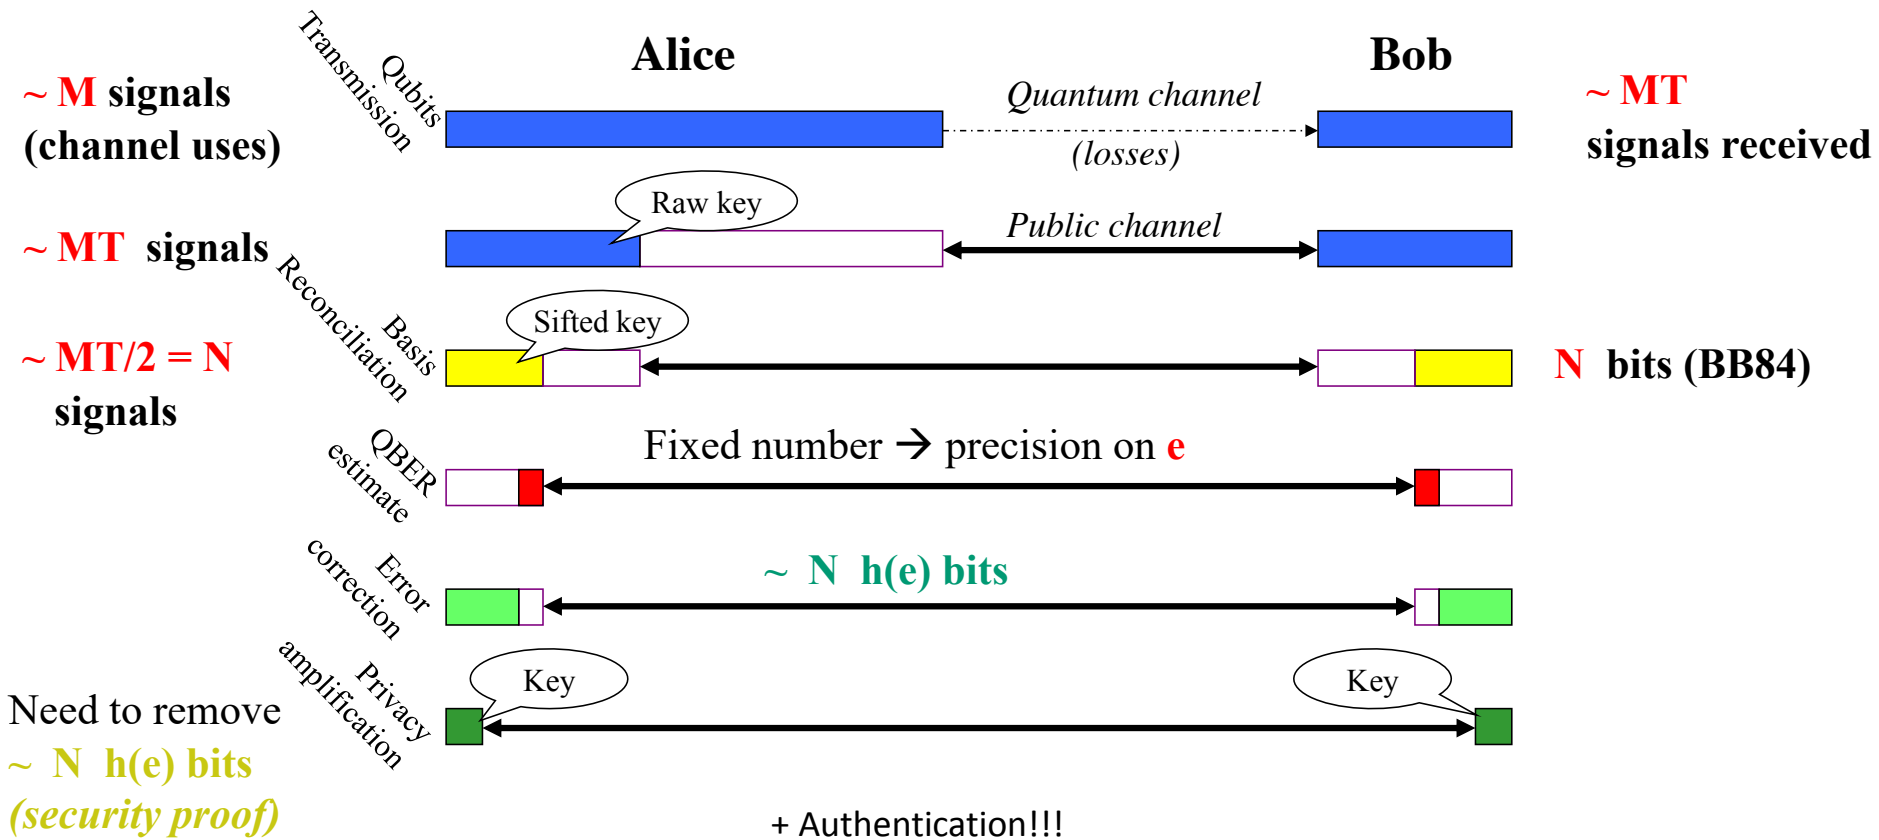 Alice
Bob
Qubits
Transmission
~ M signals
(channel uses)
Quantum channel
(losses)
~ MT
signals received
Raw key
Public channel
~ MT signals
Basis
Reconciliation
Sifted key
~ MT/2 = N
signals
N bits (BB84)
QBER
estimate
Fixed number → precision on e
Error
correction
~ N h(e) bits
Privacy
amplification
Key
Key
Need to remove
~ N h(e) bits
(security proof)
+ Authentication!!!